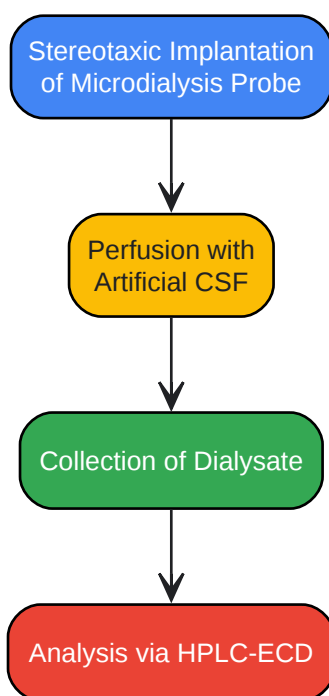 Stereotaxic Implantation
of Microdialysis Probe
Perfusion with
Artificial CSF
Collection of Dialysate
Analysis via HPLC-ECD